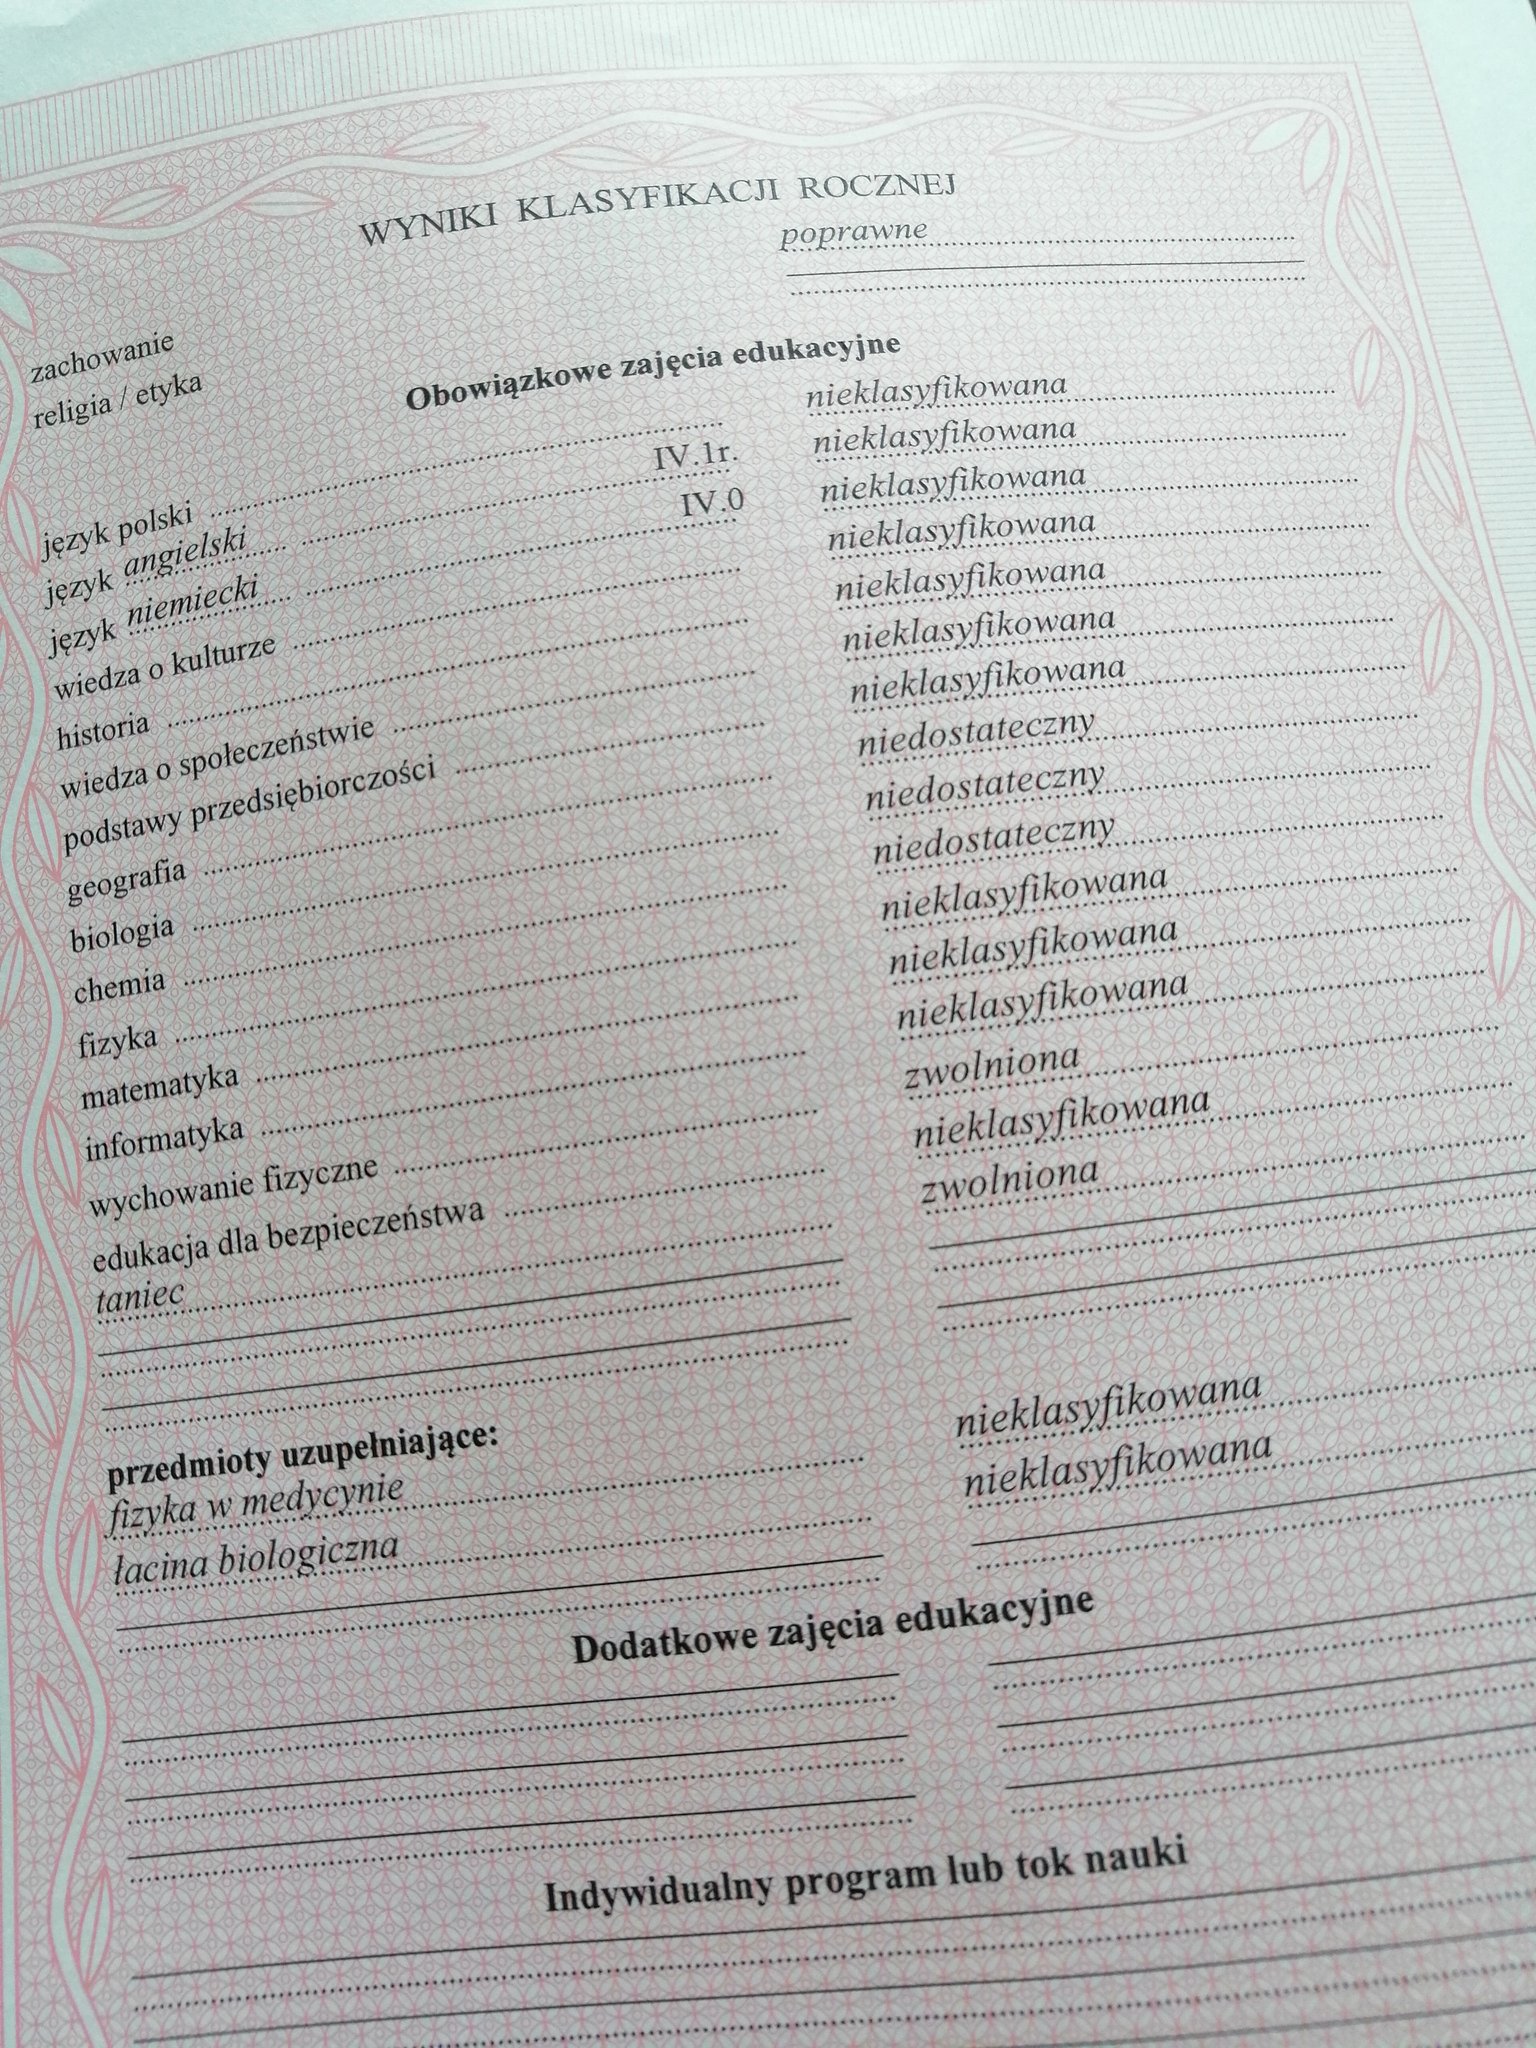 WYNIKI KLASYFIKACJI ROCZNEJ
zachowanie poprawne
religia / etyka
Obowiązkowe zajęcia edukacyjne
język polski nieklasyfikowana
język angielski IV.1r. nieklasyfikowana
język niemiecki IV.0 nieklasyfikowana
wiedza o kulturze nieklasyfikowana
historia nieklasyfikowana
wiedza o społeczeństwie nieklasyfikowana
podstawy przedsiębiorczości nieklasyfikowana
geografia niedostateczny
biologia niedostateczny
chemia niedostateczny
fizyka nieklasyfikowana
matematyka nieklasyfikowana
informatyka nieklasyfikowana
wychowanie fizyczne zwolniona
edukacja dla bezpieczeństwa nieklasyfikowana
taniec zwolniona
przedmioty uzupełniające:
fizyka w medycynie nieklasyfikowana
łacina biologiczna nieklasyfikowana
Dodatkowe zajęcia edukacyjne
Indywidualny program lub tok nauki